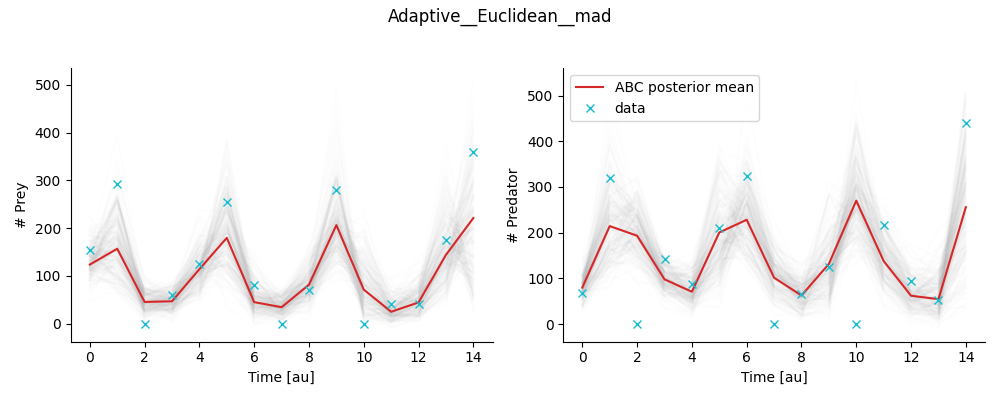 Adaptive__Euclidean__mad
# Prey
500
400
300
200
100
0
0 2 4 6 8 10 12 14
Time [au]
# Predator
500
400
300
200
100
0
ABC posterior mean
data
0 2 4 6 8 10 12 14
Time [au]